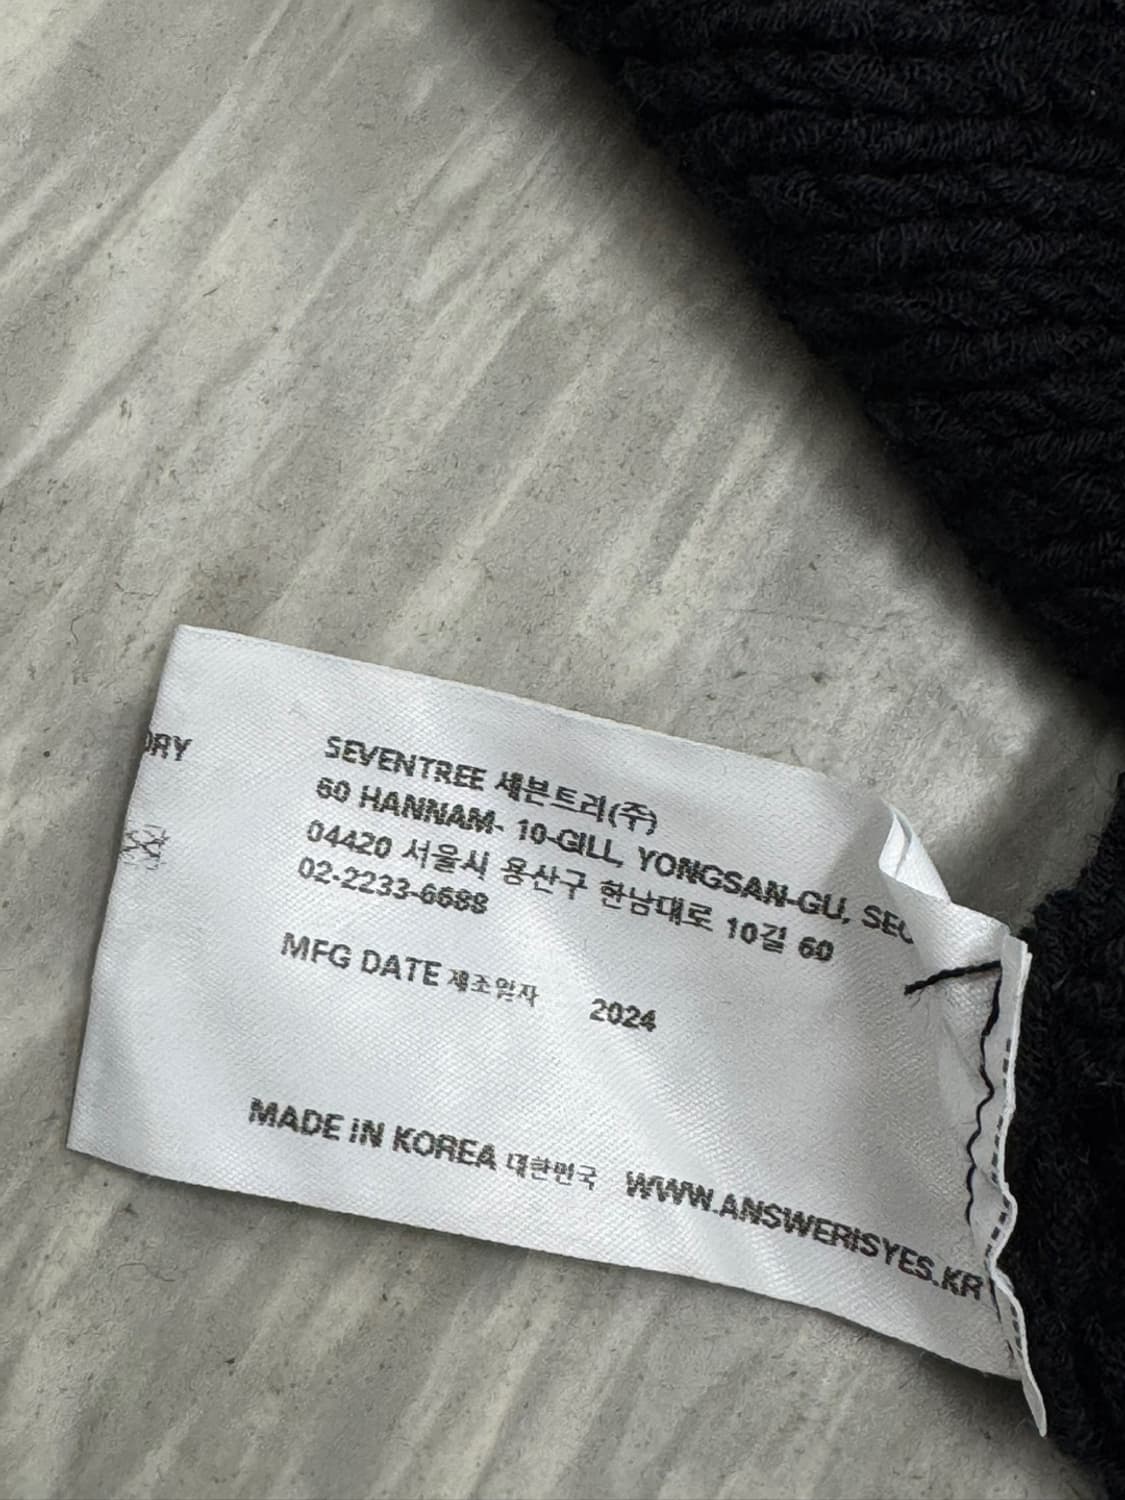 DRY
SEVENTREE 세븐트리(주)
60 HANNAM- 10-GILL, YONGSAN-GU, SEO
04420 서울시 용산구 한남대로 10길 60
02-2233-6688
MFG DATE 제조일자 2024
MADE IN KOREA 대한민국 WWW.ANSWERISYES.KR